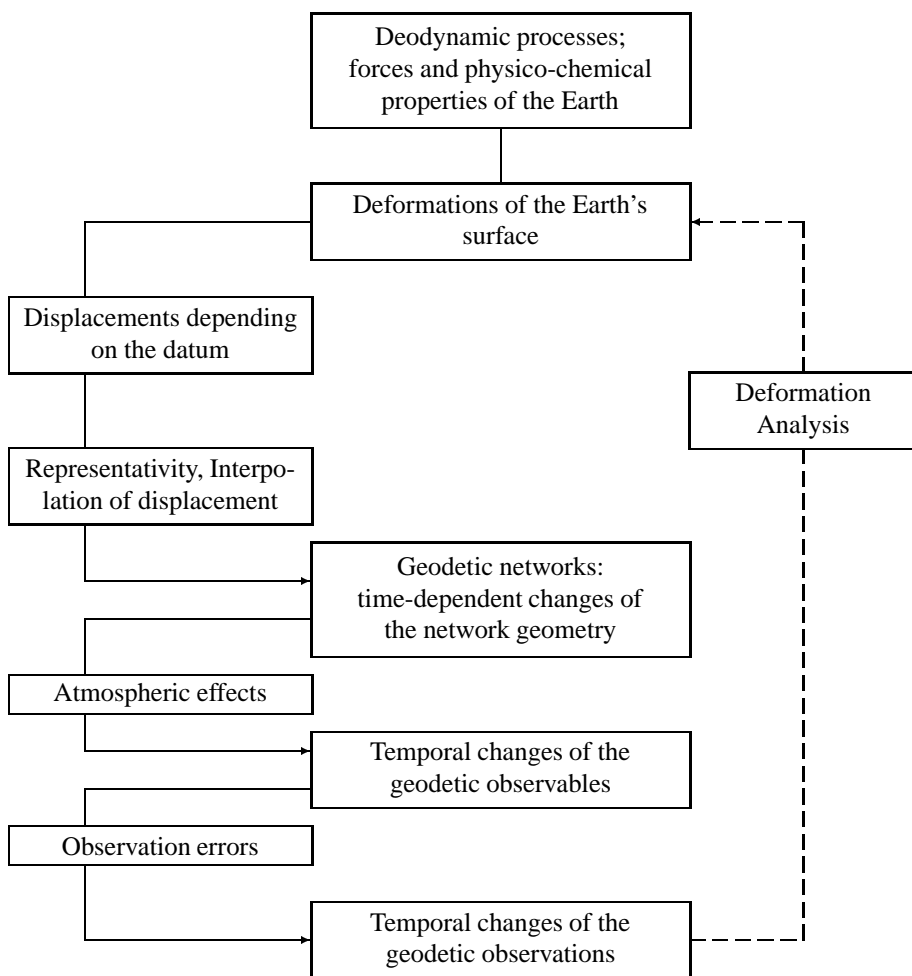 Deodynamic processes;
forces and physico-chemical
properties of the Earth
Deformations of the Earth’s
surface
Displacements depending
on the datum
Deformation
Analysis
Representativity, Interpo-
lation of displacement
Geodetic networks:
time-dependent changes of
the network geometry
Atmospheric effects
Temporal changes of the
geodetic observables
Observation errors
Temporal changes of the
geodetic observations